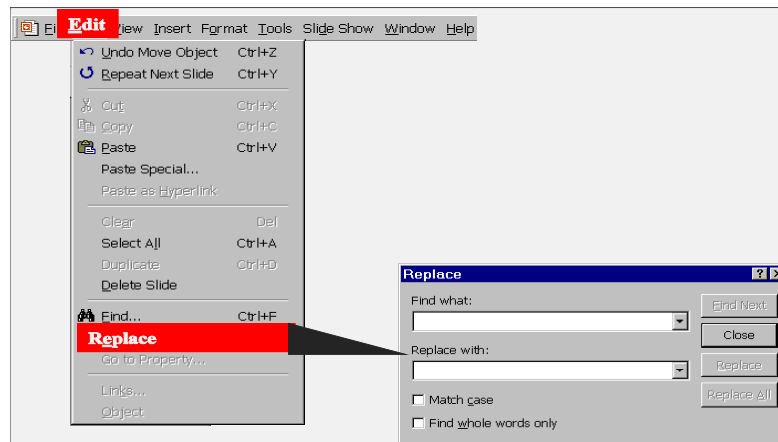 Edit View Insert Format Tools Slide Show Window Help
Undo Move Object Ctrl+Z
Repeat Next Slide Ctrl+Y
Cut Ctrl+X
Copy Ctrl+C
Paste Ctrl+V
Paste Special...
Paste as Hyperlink
Clear Del
Select All Ctrl+A
Duplicate Ctrl+D
Delete Slide
Find... Ctrl+F
Replace
Go to Property...
Links...
Object
Replace
Find what:
Find Next
Close
Replace with:
Replace
Replace All
Match case
Find whole words only